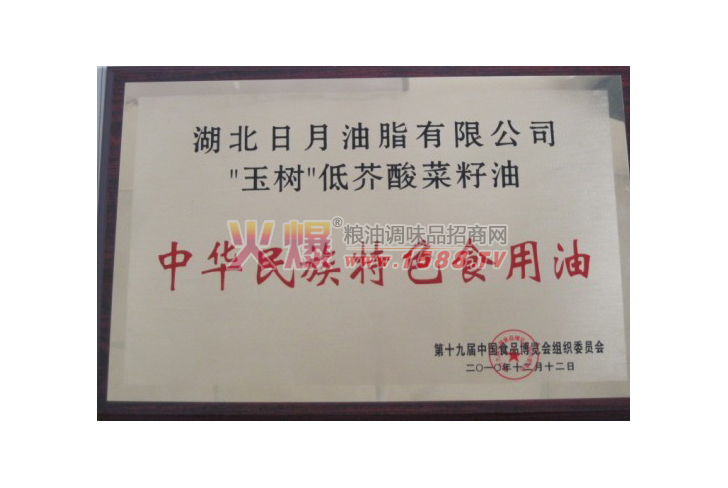 湖北日月油脂有限公司
"玉树"低芥酸菜籽油
火爆®粮油调味品招商网
www.1588.TV
中华民族特色食用油
第十九届中国食品博览会组织委员会
二〇一〇年十二月十二日